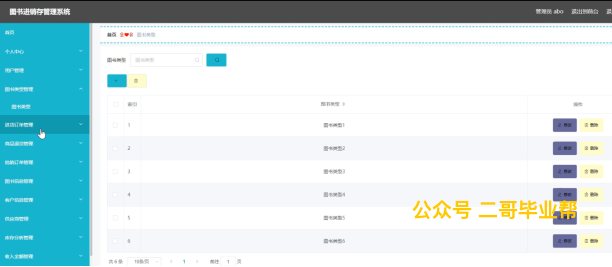 图书进销存管理系统
管理员 abo 退出到前台
首页
个人中心
用户管理
图书类型管理
图书类型
进货订单管理
商品退货管理
销售订单管理
图书信息管理
客户信息管理
供应商管理
库存分析管理
收入金额管理
首页 图书类型
图书类型 图书类型
索引 图书类型 操作
1 图书类型1 修改 删除
2 图书类型2 修改 删除
3 图书类型3 修改 删除
4 图书类型4 修改 删除
5 图书类型5 修改 删除
6 图书类型6 修改 删除
共 6 条 10条/页 1 前往 1 页
公众号 二哥毕业帮